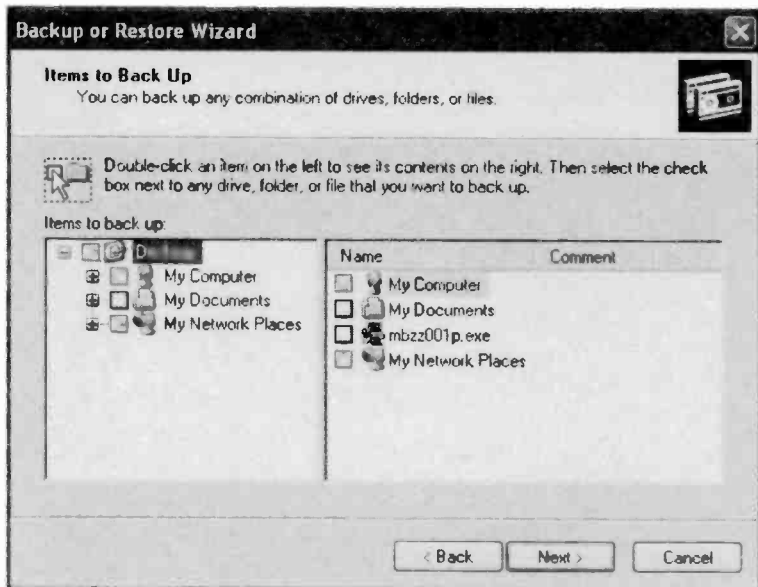 Backup or Restore Wizard
Items to Back Up
You can back up any combination of drives, folders, or files.
Double-click an item on the left to see its contents on the right. Then select the check
box next to any drive, folder, or file that you want to back up.
Items to back up:
My Computer
My Documents
My Network Places
Name Comment
My Computer
My Documents
mbzz001p.exe
My Network Places
< Back Next > Cancel